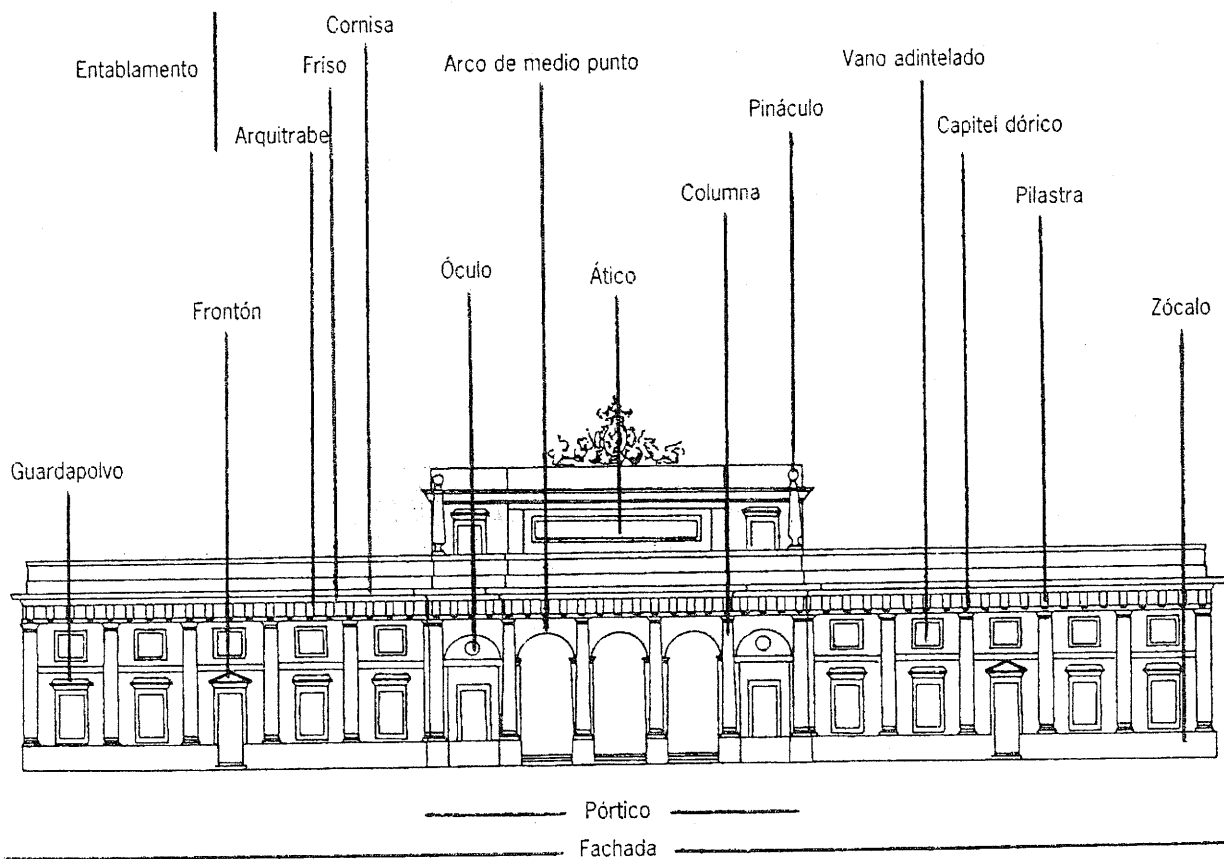 Cornisa
Entablamento
Friso
Arco de medio punto
Vano adintelado
Pináculo
Arquitrabe
Capitel dórico
Columna
Pilastra
Óculo
Ático
Frontón
Zócalo
Guardapolvo
Pórtico
Fachada